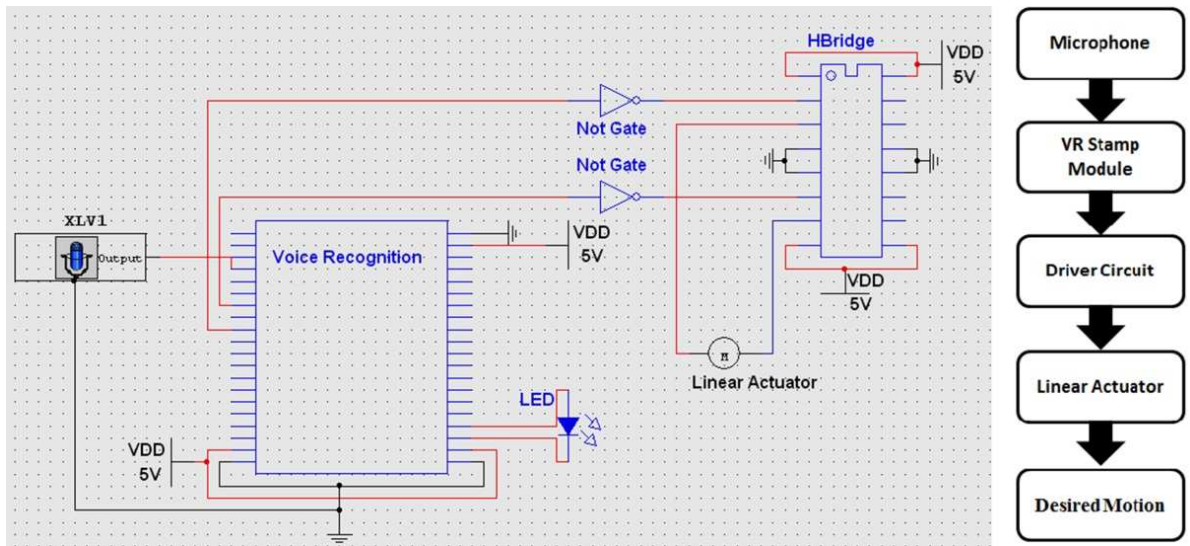 HBridge
VDD
5V
Not Gate
Not Gate
XLV1
Output
Voice Recognition
VDD
5V
VDD
5V
M
Linear Actuator
LED
VDD
5V
Microphone
VR Stamp
Module
Driver Circuit
Linear Actuator
Desired Motion